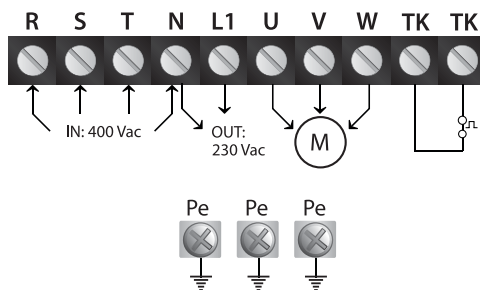 R S T N L1 U V W TK TK
IN: 400 Vac
OUT:
230 Vac
M
Pe Pe Pe